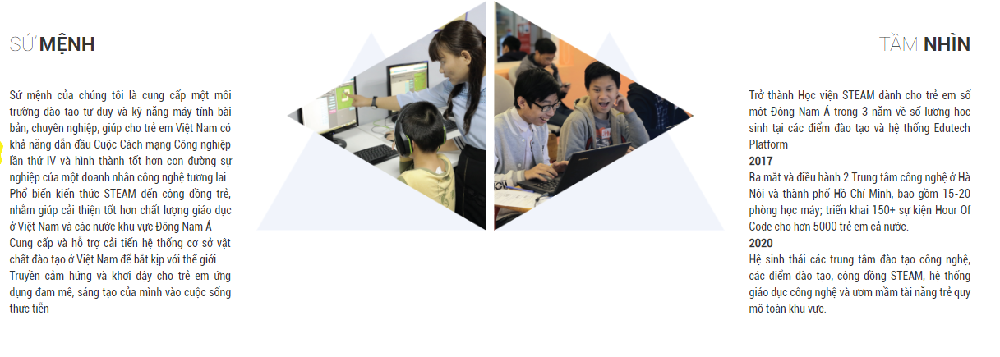 SỨ MỆNH
Sứ mệnh của chúng tôi là cung cấp một môi
trường đào tạo tư duy và kỹ năng máy tính bài
bản, chuyên nghiệp, giúp cho trẻ em Việt Nam có
khả năng dẫn đầu Cuộc Cách mạng Công nghiệp
lần thứ IV và hình thành tốt hơn con đường sự
nghiệp của một doanh nhân công nghệ tương lai
Phổ biến kiến thức STEAM đến cộng đồng trẻ,
nhằm giúp cải thiện tốt hơn chất lượng giáo dục
ở Việt Nam và các nước khu vực Đông Nam Á
Cung cấp và hỗ trợ cải tiến hệ thống cơ sở vật
chất đào tạo ở Việt Nam để bắt kịp với thế giới
Truyền cảm hứng và khơi dậy cho trẻ em ứng
dụng đam mê, sáng tạo của mình vào cuộc sống
thực tiễn
TẦM NHÌN
Trở thành Học viện STEAM dành cho trẻ em số
một Đông Nam Á trong 3 năm về số lượng học
sinh tại các điểm đào tạo và hệ thống Edutech
Platform
2017
Ra mắt và điều hành 2 Trung tâm công nghệ ở Hà
Nội và thành phố Hồ Chí Minh, bao gồm 15-20
phòng học máy; triển khai 150+ sự kiện Hour Of
Code cho hơn 5000 trẻ em cả nước.
2020
Hệ sinh thái các trung tâm đào tạo công nghệ,
các điểm đào tạo, cộng đồng STEAM, hệ thống
giáo dục công nghệ và ươm mầm tài năng trẻ quy
mô toàn khu vực.